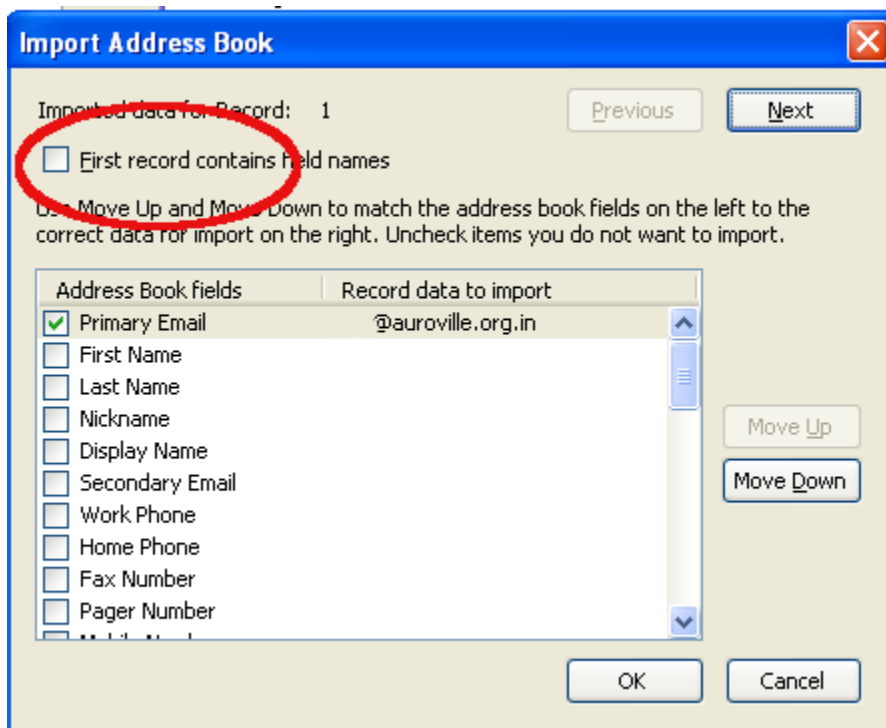 Import Address Book
Imported data for Record: 1 Previous Next
First record contains field names
Use Move Up and Move Down to match the address book fields on the left to the
correct data for import on the right. Uncheck items you do not want to import.
Address Book fields Record data to import
Primary Email @auroville.org.in
First Name
Last Name
Nickname
Display Name
Secondary Email
Work Phone
Home Phone
Fax Number
Pager Number
Move Up
Move Down
OK Cancel